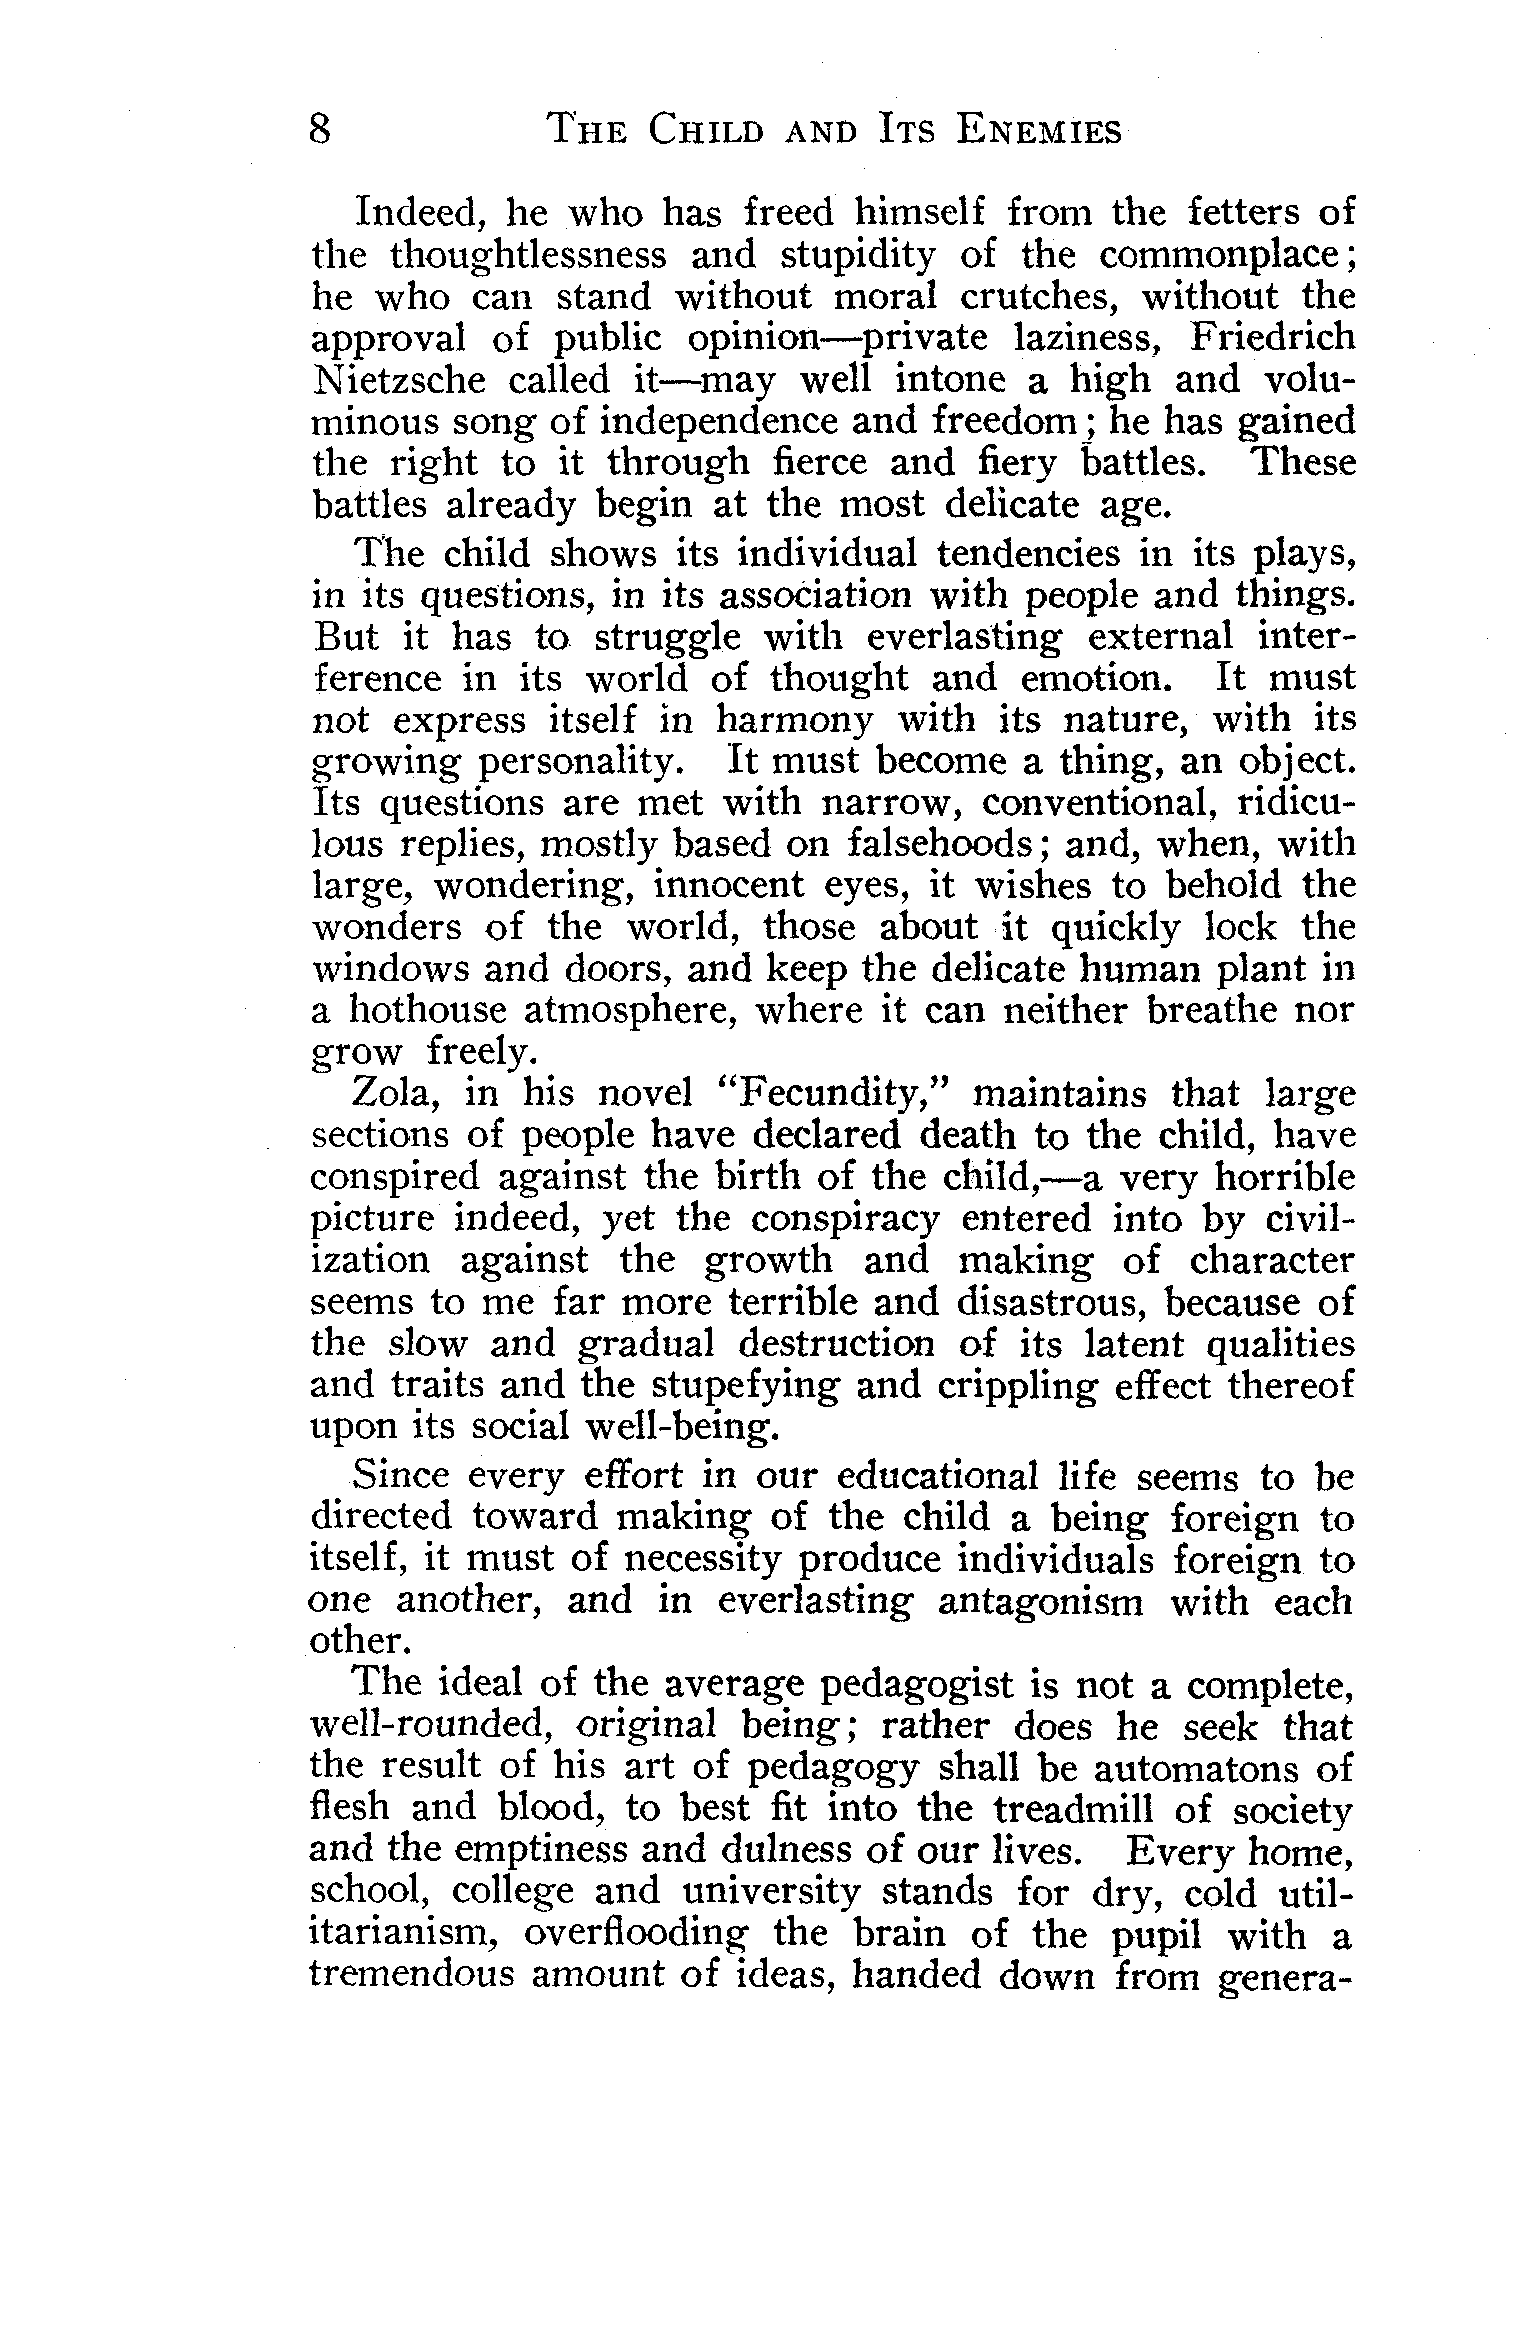 8 The Child and Its Enemies
Indeed, he who has freed himself from the fetters of
the thoughtlessness and stupidity of the commonplace;
he who can stand without moral crutches, without the
approval of public opinion—private laziness, Friedrich
Nietzsche called it—may well intone a high and volu-
minous song of independence and freedom; he has gained
the right to it through fierce and fiery battles. These
battles already begin at the most delicate age.
The child shows its individual tendencies in its plays,
in its questions, in its association with people and things.
But it has to struggle with everlasting external inter-
ference in its world of thought and emotion. It must
not express itself in harmony with its nature, with its
growing personality. It must become a thing, an object.
Its questions are met with narrow, conventional, ridicu-
lous replies, mostly based on falsehoods; and, when, with
large, wondering, innocent eyes, it wishes to behold the
wonders of the world, those about it quickly lock the
windows and doors, and keep the delicate human plant in
a hothouse atmosphere, where it can neither breathe nor
grow freely.
Zola, in his novel “Fecundity,” maintains that large
sections of people have declared death to the child, have
conspired against the birth of the child,—a very horrible
picture indeed, yet the conspiracy entered into by civil-
ization against the growth and making of character
seems to me far more terrible and disastrous, because of
the slow and gradual destruction of its latent qualities
and traits and the stupefying and crippling effect thereof
upon its social well-being.
Since every effort in our educational life seems to be
directed toward making of the child a being foreign to
itself, it must of necessity produce individuals foreign to
one another, and in everlasting antagonism with each
other.
The ideal of the average pedagogist is not a complete,
well-rounded, original being; rather does he seek that
the result of his art of pedagogy shall be automatons of
flesh and blood, to best fit into the treadmill of society
and the emptiness and dulness of our lives. Every home,
school, college and university stands for dry, cold util-
itarianism, overflooding the brain of the pupil with a
tremendous amount of ideas, handed down from genera-